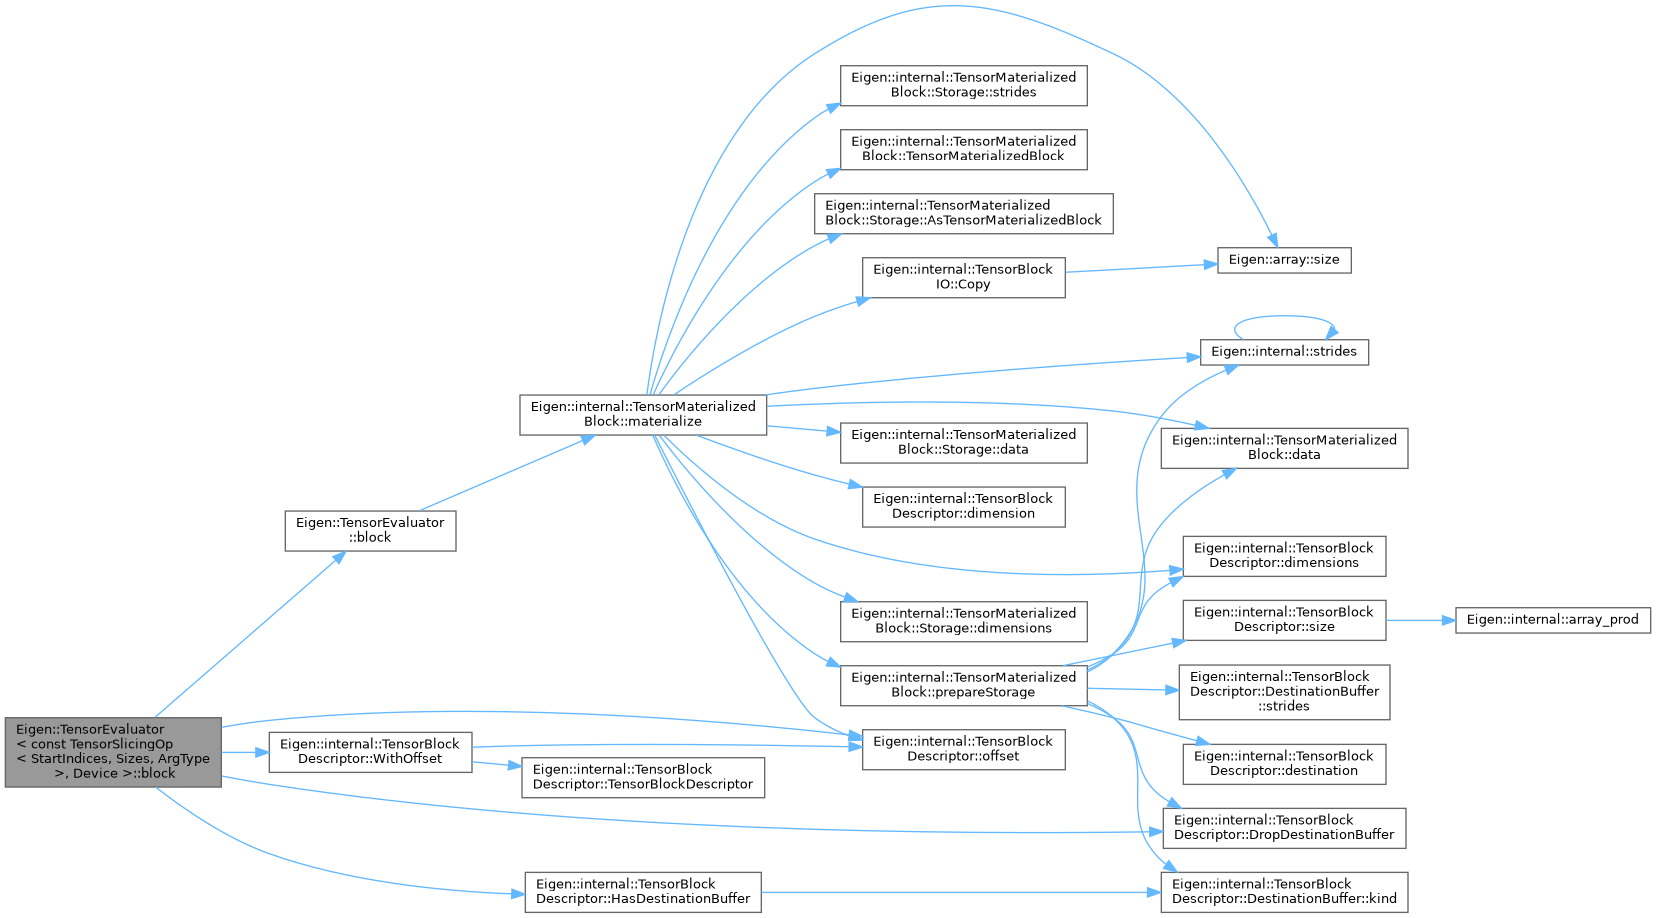 Eigen::internal::TensorMaterialized
Block::Storage::strides
Eigen::internal::TensorMaterialized
Block::TensorMaterializedBlock
Eigen::internal::TensorMaterialized
Block::Storage::AsTensorMaterializedBlock
Eigen::internal::TensorBlock
IO::Copy
Eigen::array::size
Eigen::internal::strides
Eigen::internal::TensorMaterialized
Block::materialize
Eigen::internal::TensorMaterialized
Block::Storage::data
Eigen::internal::TensorMaterialized
Block::data
Eigen::internal::TensorBlock
Descriptor::dimension
Eigen::TensorEvaluator
::block
Eigen::internal::TensorBlock
Descriptor::dimensions
Eigen::internal::TensorMaterialized
Block::Storage::dimensions
Eigen::internal::TensorBlock
Descriptor::size
Eigen::internal::array_prod
Eigen::internal::TensorMaterialized
Block::prepareStorage
Eigen::internal::TensorBlock
Descriptor::DestinationBuffer
::strides
Eigen::TensorEvaluator
< const TensorSlicingOp
< StartIndices, Sizes, ArgType
>, Device >::block
Eigen::internal::TensorBlock
Descriptor::WithOffset
Eigen::internal::TensorBlock
Descriptor::offset
Eigen::internal::TensorBlock
Descriptor::TensorBlockDescriptor
Eigen::internal::TensorBlock
Descriptor::destination
Eigen::internal::TensorBlock
Descriptor::DropDestinationBuffer
Eigen::internal::TensorBlock
Descriptor::HasDestinationBuffer
Eigen::internal::TensorBlock
Descriptor::DestinationBuffer::kind